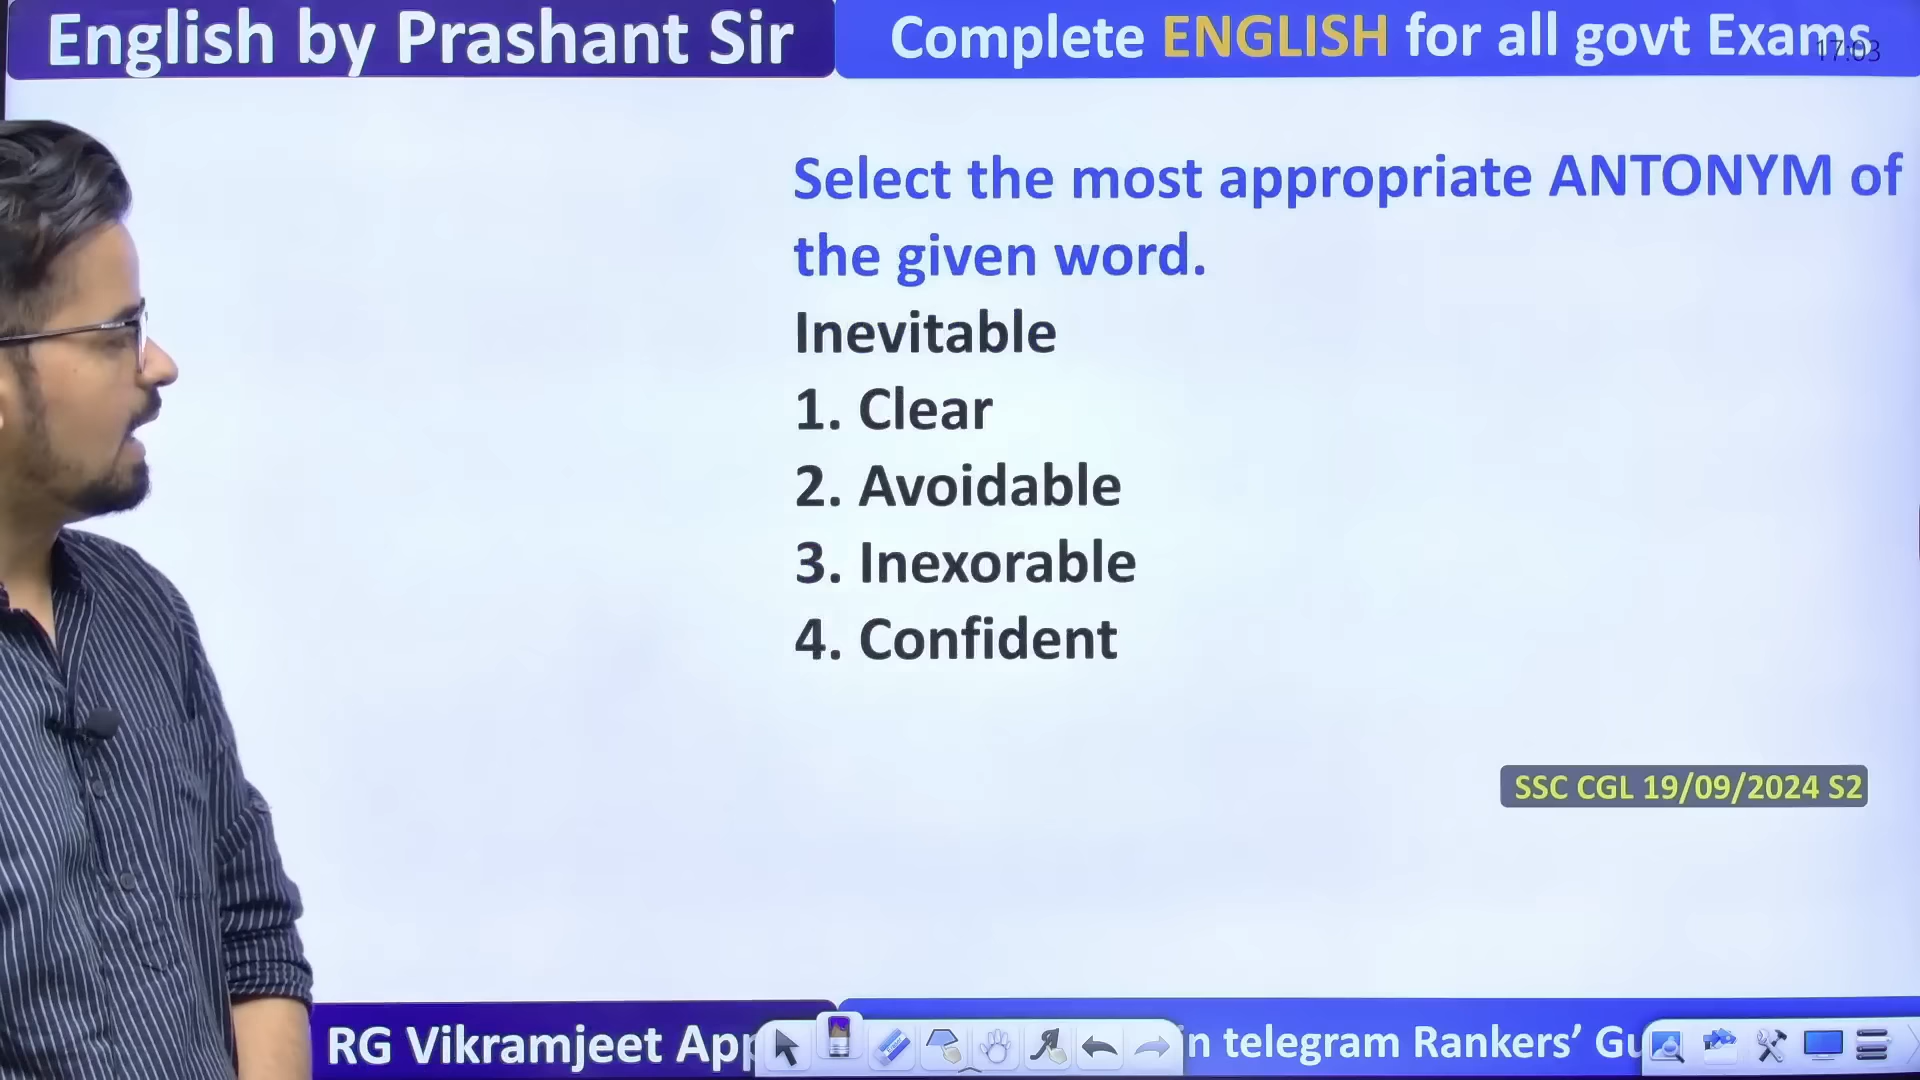 English by Prashant Sir
Complete ENGLISH for all govt Exams
17:03
Select the most appropriate ANTONYM of
the given word.
Inevitable
1. Clear
2. Avoidable
3. Inexorable
4. Confident
SSC CGL 19/09/2024 S2
RG Vikramjeet App
in telegram Rankers’ Gu